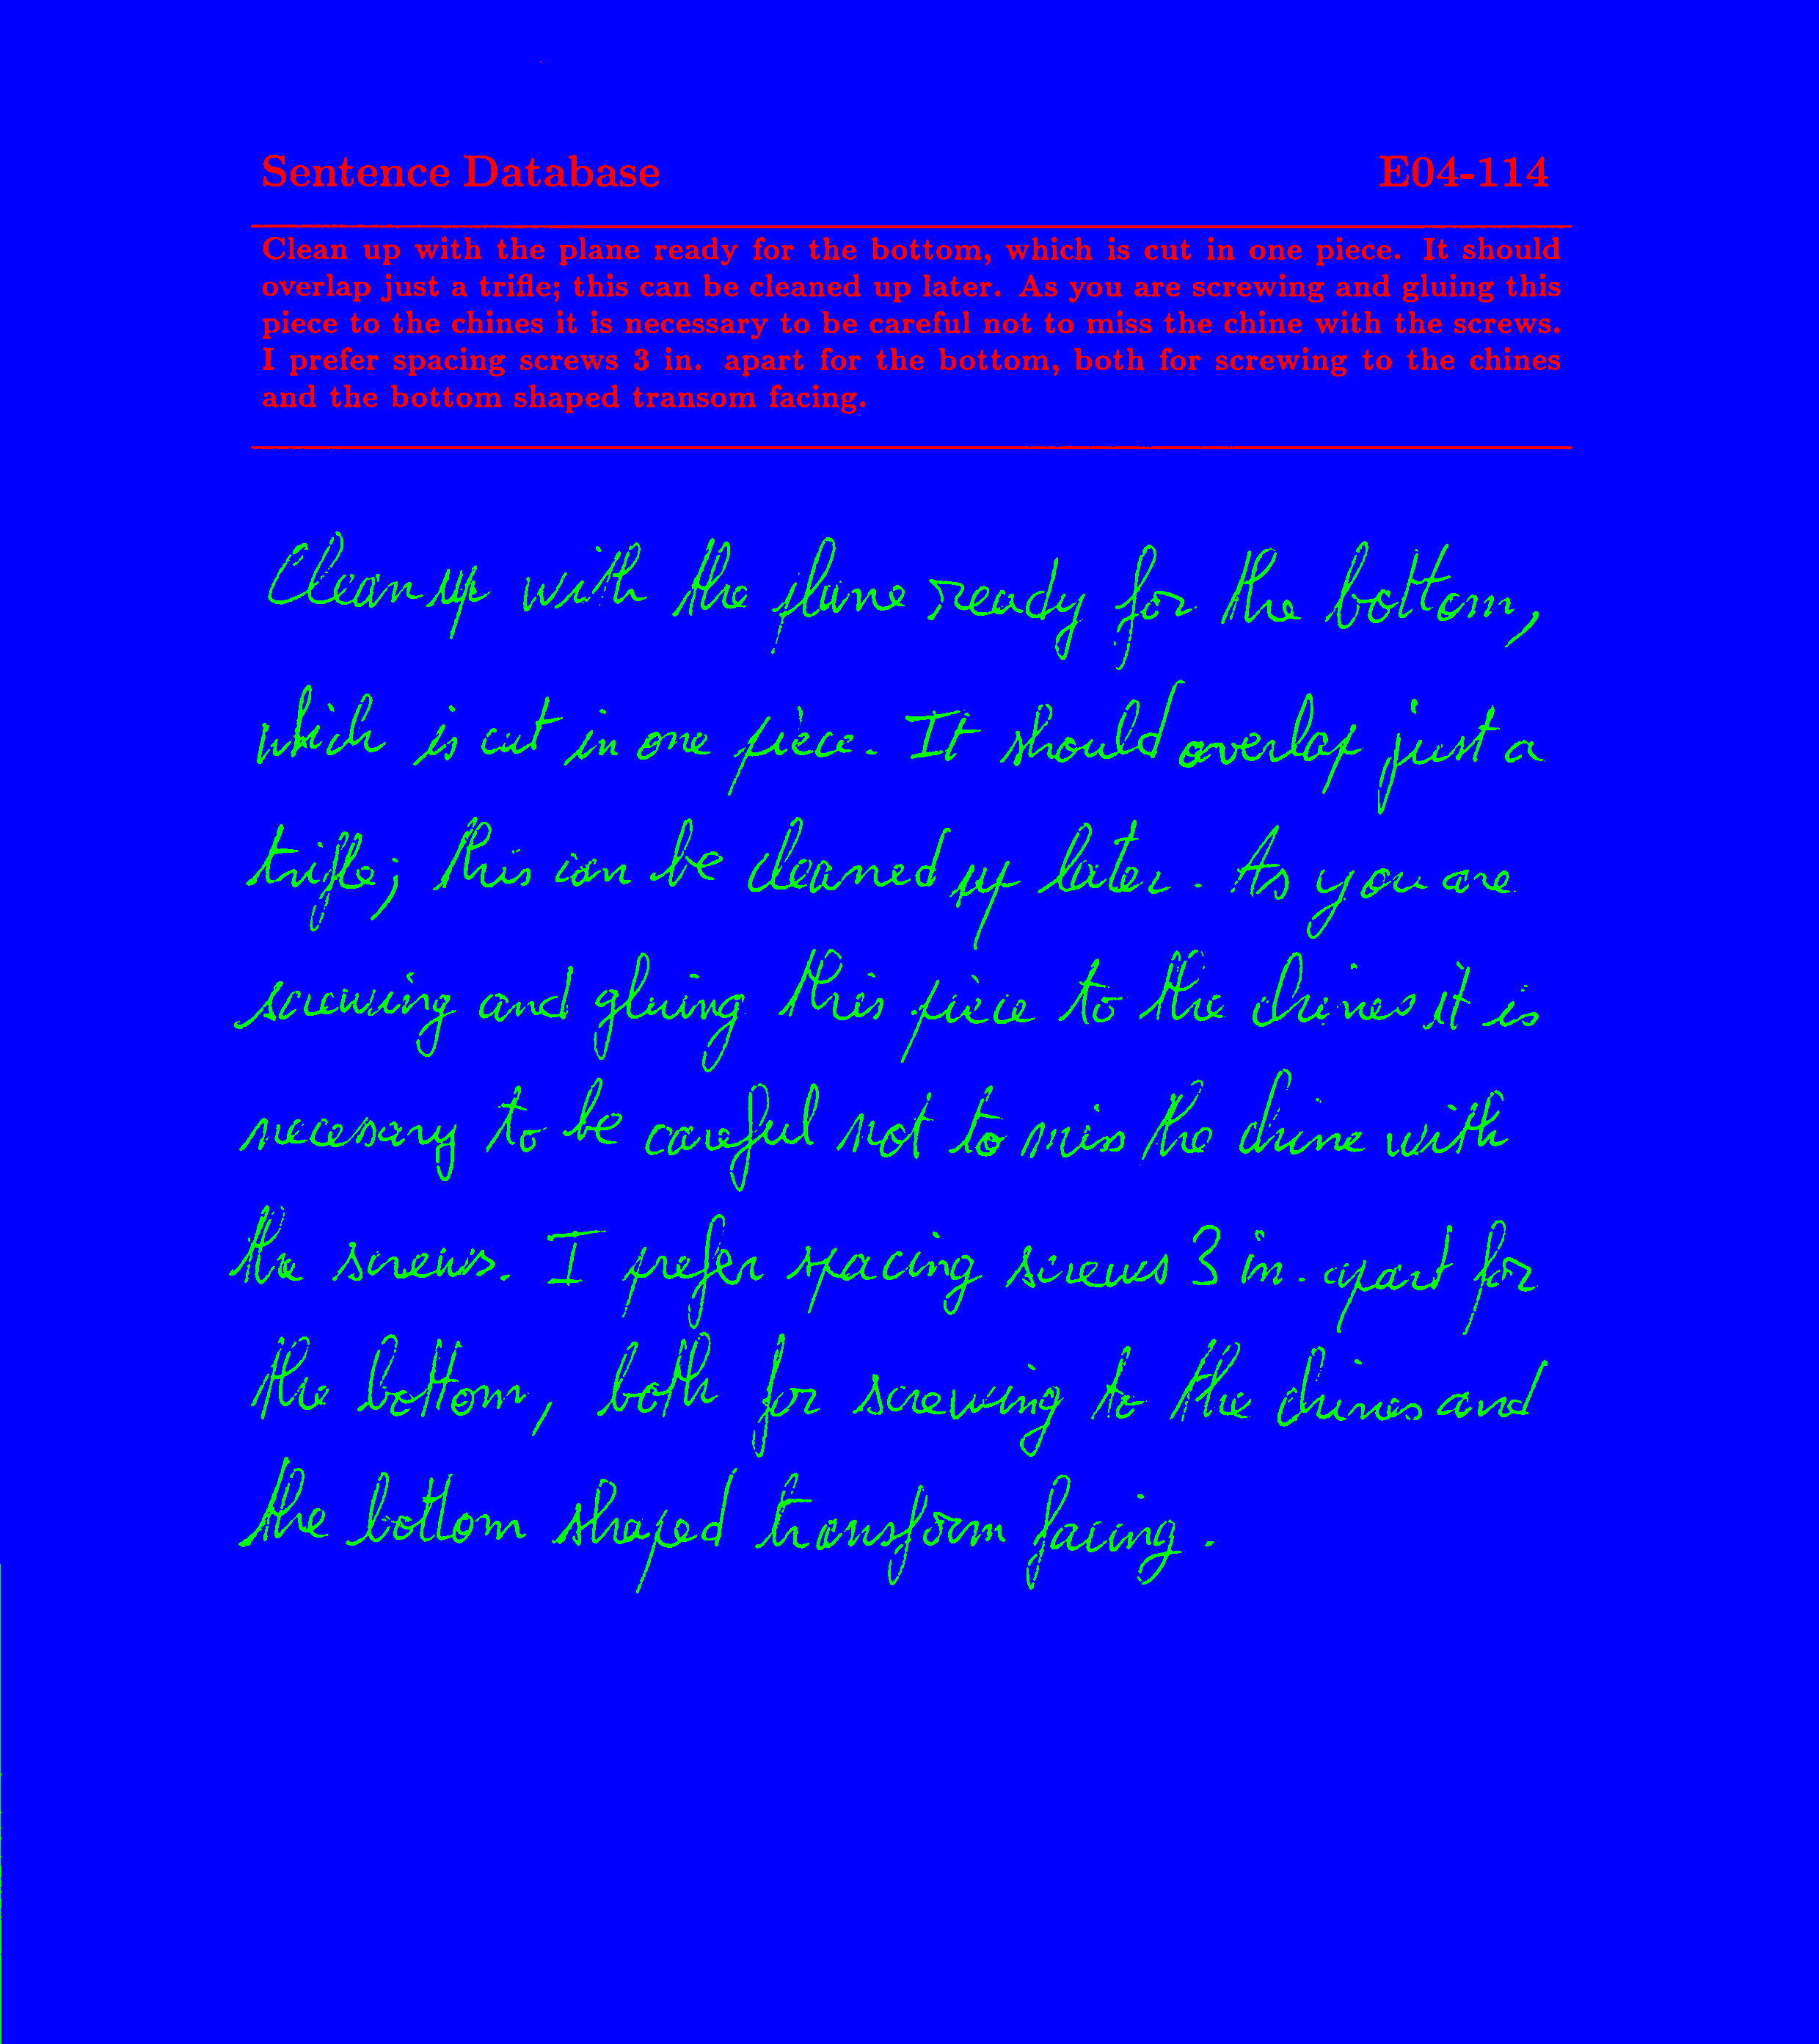 Sentence Database E04-114
Clean up with the plane ready for the bottom, which is cut in one piece. It should
overlap just a trifle; this can be cleaned up later. As you are screwing and gluing this
piece to the chines it is necessary to be careful not to miss the chine with the screws.
I prefer spacing screws 3 in. apart for the bottom, both for screwing to the chines
and the bottom shaped transom facing.
Clean up with the plane ready for the bottom,
which is cut in one piece. It should overlap just a
trifle; this can be cleaned up later. As you are
screwing and gluing this piece to the chines it is
necesary to be careful not to miss the chine with
the screws. I prefer spacing screws 3 in. apart for
the bottom, both for screwing to the chines and
the bottom shaped transform facing.